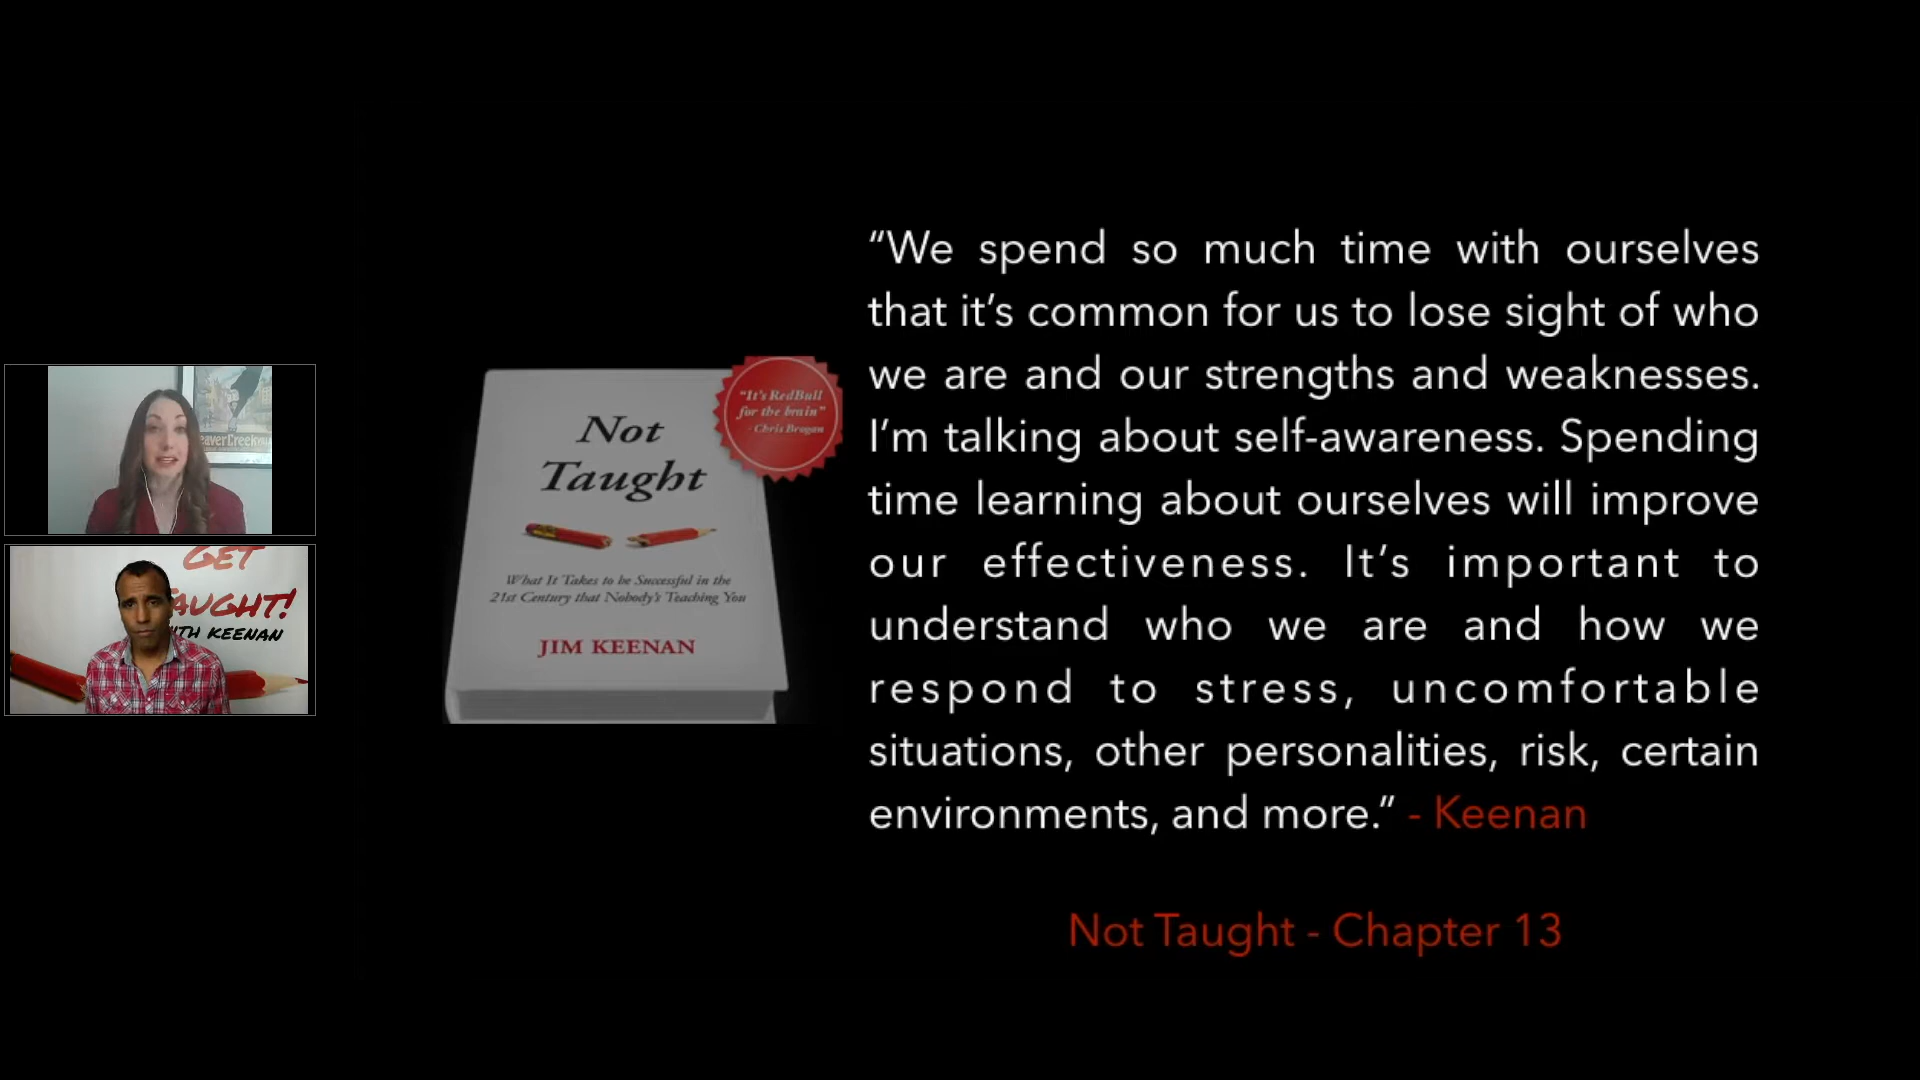 “We spend so much time with ourselves
that it’s common for us to lose sight of who
we are and our strengths and weaknesses.
I’m talking about self-awareness. Spending
time learning about ourselves will improve
our effectiveness. It’s important to
understand who we are and how we
respond to stress, uncomfortable
situations, other personalities, risk, certain
environments, and more.” - Keenan
Not Taught - Chapter 13
Not
Taught
What It Takes to be Successful in the
21st Century that Nobody's Teaching You
JIM KEENAN
“It's RedBull
for the brain”
- Chris Brogan
eaverCreek
GET
AUGHT!
ITH KEENAN